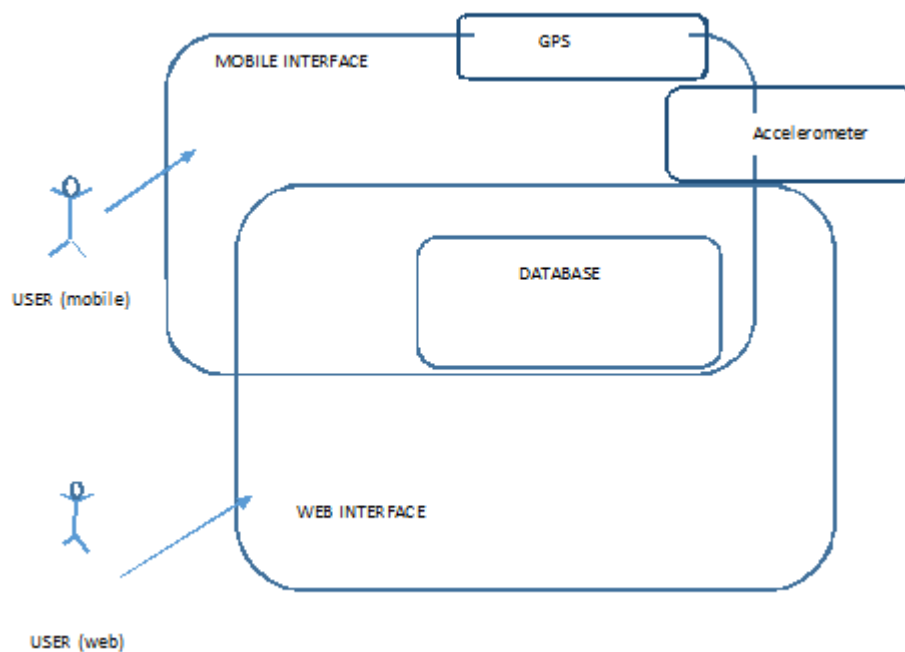 GPS
MOBILE INTERFACE
Accelerometer
DATABASE
USER (mobile)
WEB INTERFACE
USER (web)